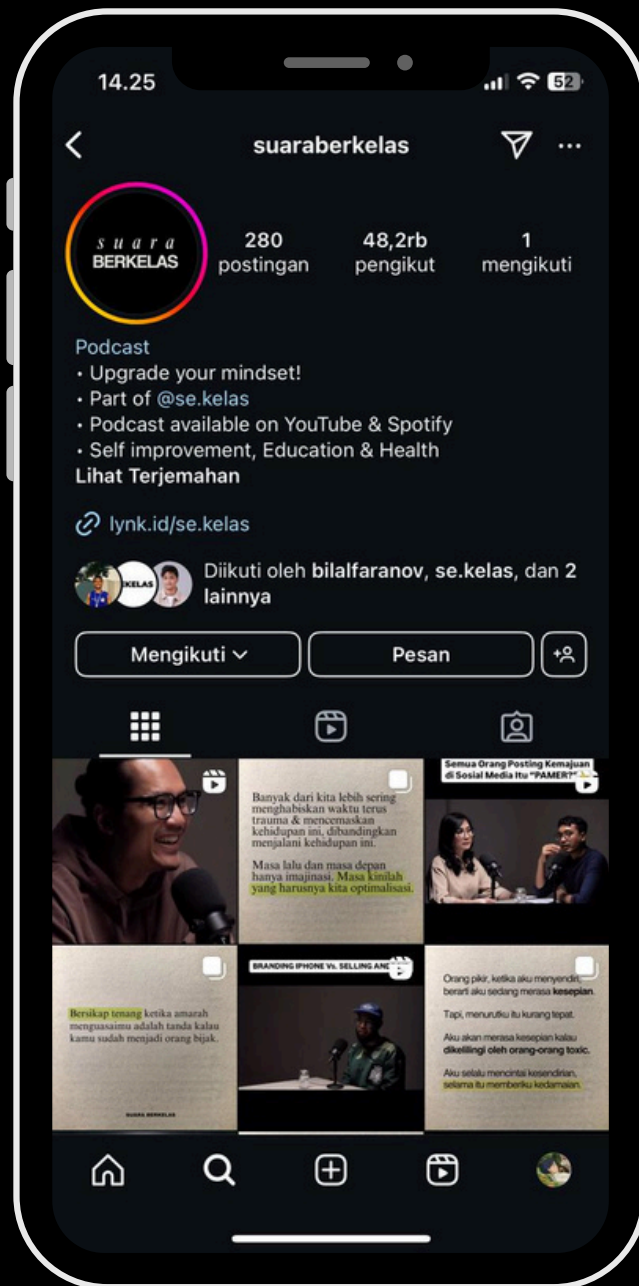 14.25
52
suaraberkelas
suara
BERKELAS
280
postingan
48,2rb
pengikut
1
mengikuti
Podcast
• Upgrade your mindset!
• Part of @se.kelas
• Podcast available on YouTube & Spotify
• Self improvement, Education & Health
Lihat Terjemahan
lynk.id/se.kelas
KELAS
Diikuti oleh bilalfaranov, se.kelas, dan 2
lainnya
Mengikuti
Pesan
Banyak dari kita lebih sering
menghabiskan waktu terus
trauma & mencemaskan
kehidupan ini, dibandingkan
menjalani kehidupan ini.
Masa lalu dan masa depan
hanya imajinasi. Masa kinilah
yang harusnya kita optimalisasi.
Semua Orang Posting Kemajuan
di Sosial Media Itu "PAMER?"
Bersikap tenang ketika amarah
menguasaimu adalah tanda kalau
kamu sudah menjadi orang bijak.
SUARA BERKELAS
BRANDING IPHONE Vs. SELLING AND
Orang pikir, ketika aku menyendiri,
berarti aku sedang merasa kesepian.
Tapi, menurutku itu kurang tepat.
Aku akan merasa kesepian kalau
dikelilingi oleh orang-orang toxic.
Aku selalu mencintai kesendirian,
selama itu memberiku kedamaian.